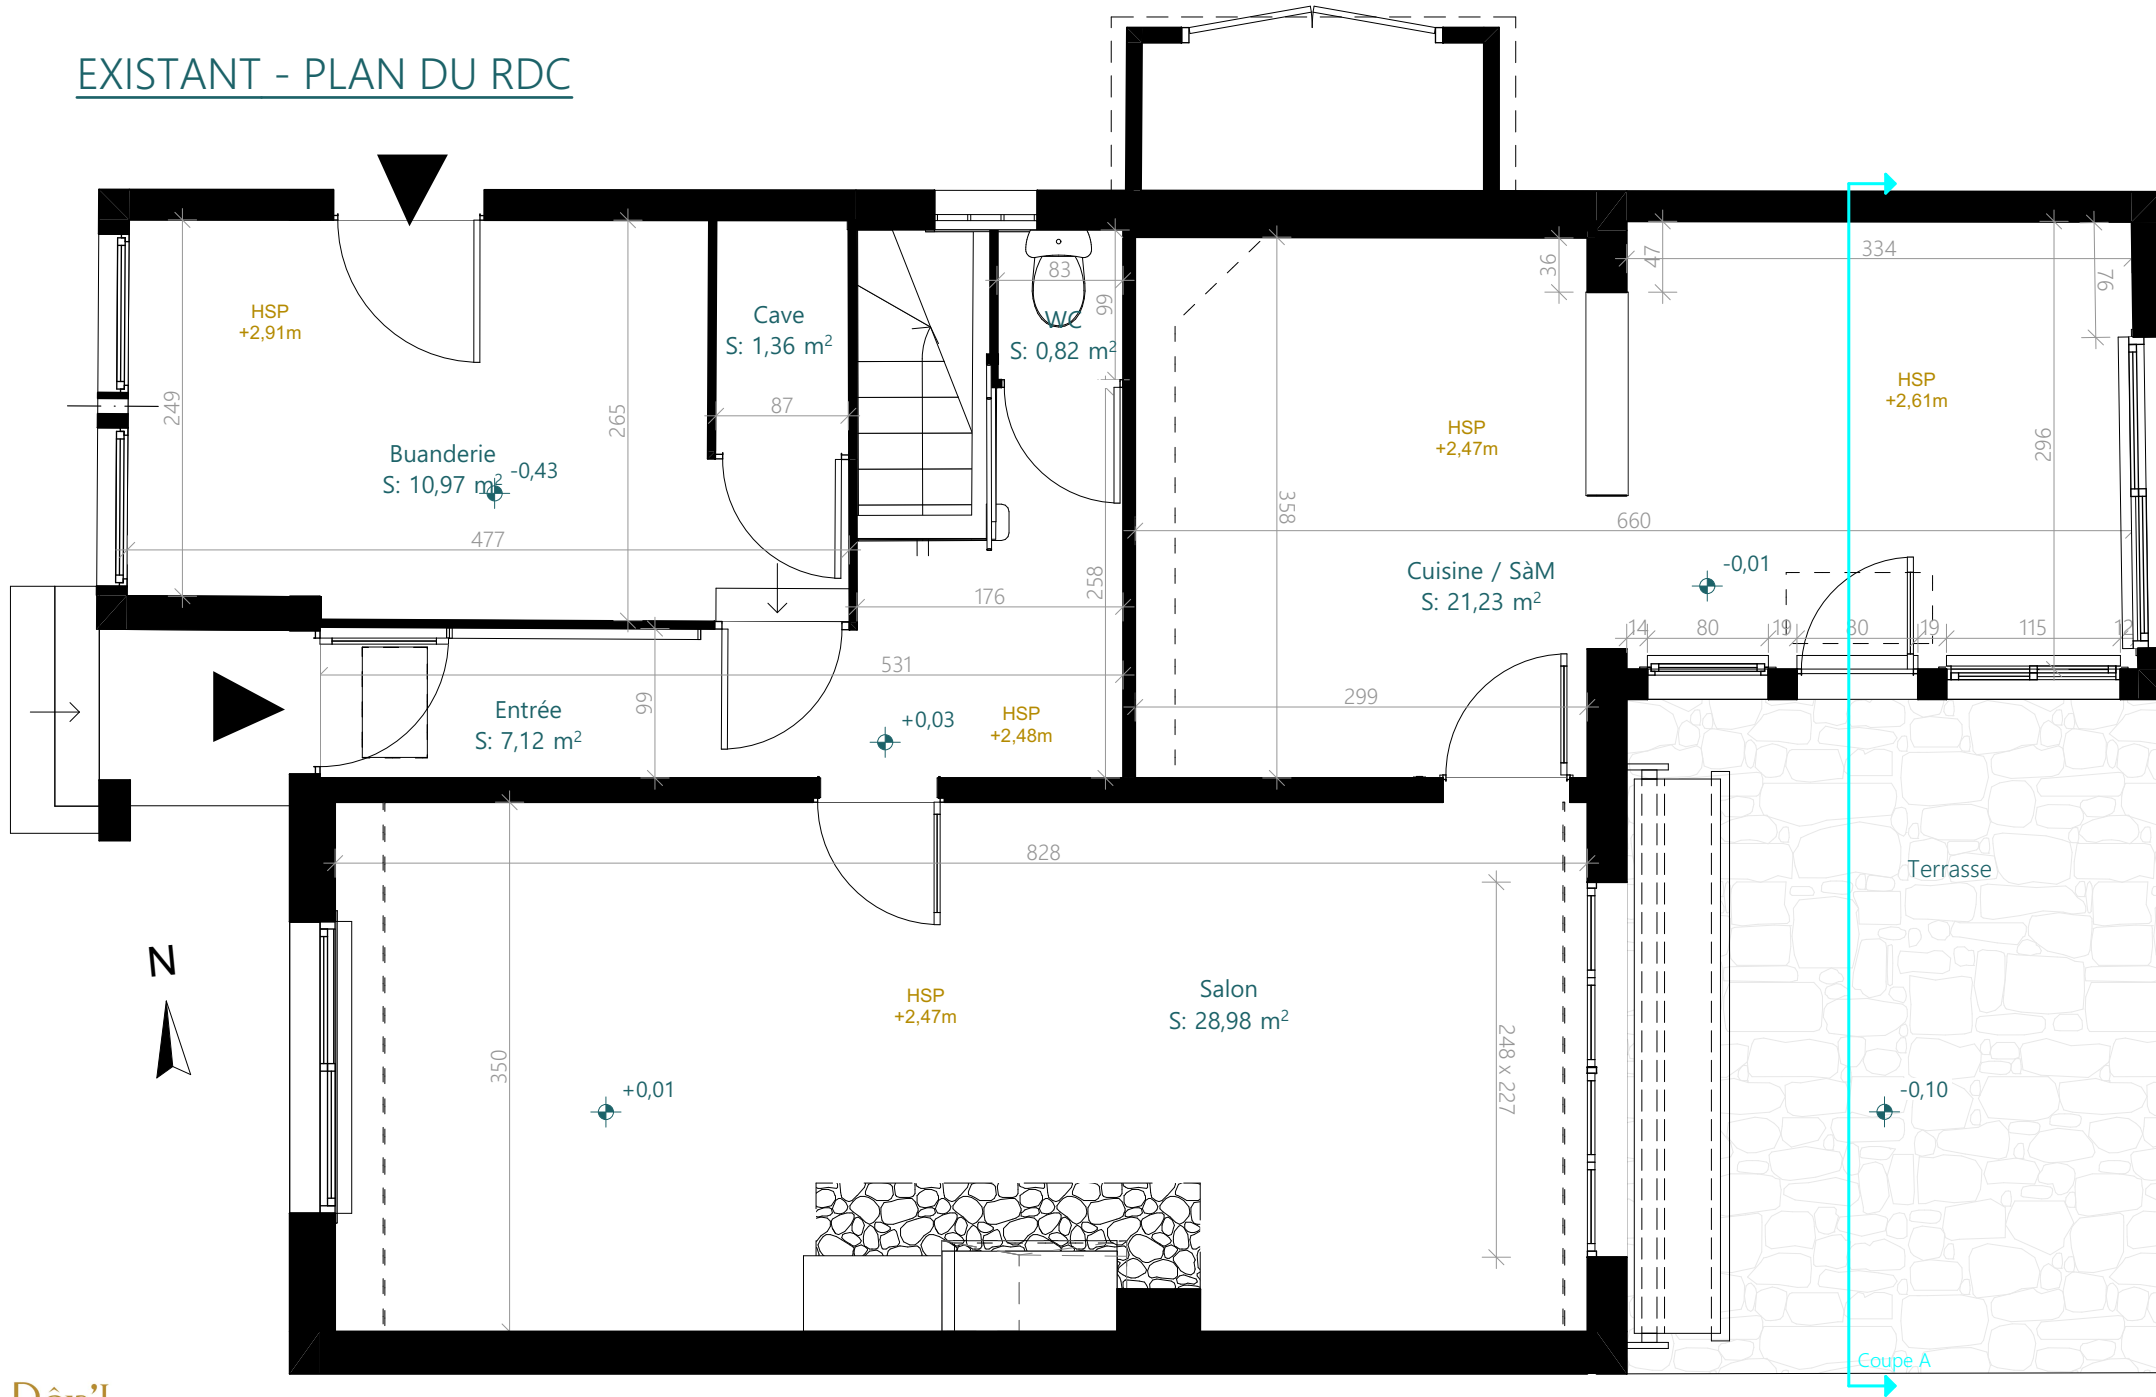 EXISTANT - PLAN DU RDC
HSP
+2,91m
249
265
Buanderie
S: 10,97 m²
-0,43
477
Cave
S: 1,36 m²
87
83
99
WC
S: 0,82 m²
258
176
36
47
334
76
HSP
+2,47m
HSP
+2,61m
296
358
660
Cuisine / SàM
S: 21,23 m²
-0,01
14
80
19
80
19
115
12
299
531
99
Entrée
S: 7,12 m²
+0,03
HSP
+2,48m
828
Terrasse
N
HSP
+2,47m
Salon
S: 28,98 m²
350
248 x 227
+0,01
-0,10
Coupe A